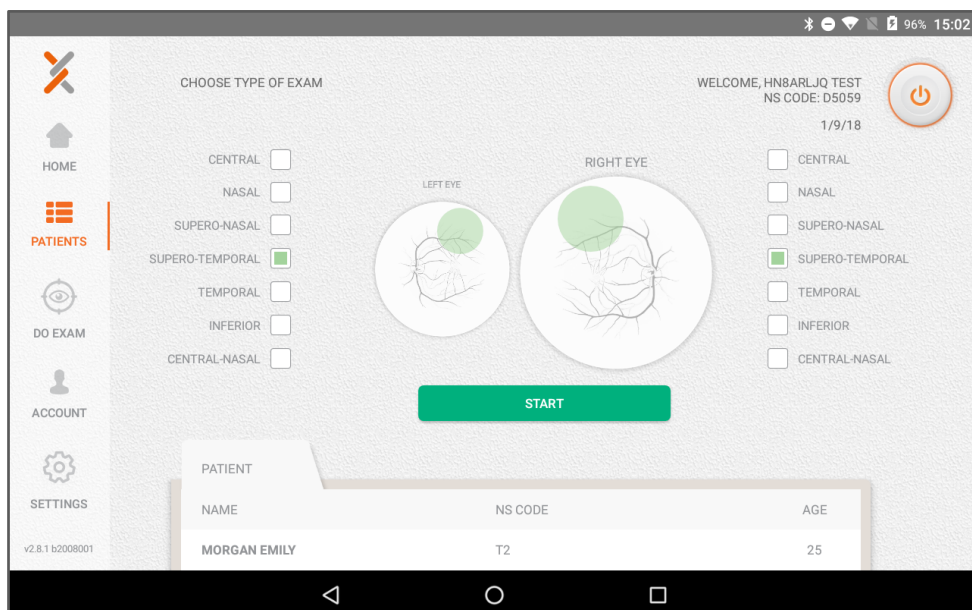 96% 15:02
CHOOSE TYPE OF EXAM
WELCOME, HN8ARLJQ TEST
NS CODE: D5059
1/9/18
HOME
PATIENTS
DO EXAM
ACCOUNT
SETTINGS
v2.8.1 b2008001
CENTRAL
NASAL
SUPERO-NASAL
SUPERO-TEMPORAL
TEMPORAL
INFERIOR
CENTRAL-NASAL
LEFT EYE
RIGHT EYE
CENTRAL
NASAL
SUPERO-NASAL
SUPERO-TEMPORAL
TEMPORAL
INFERIOR
CENTRAL-NASAL
START
PATIENT
NAME NS CODE AGE
MORGAN EMILY T2 25